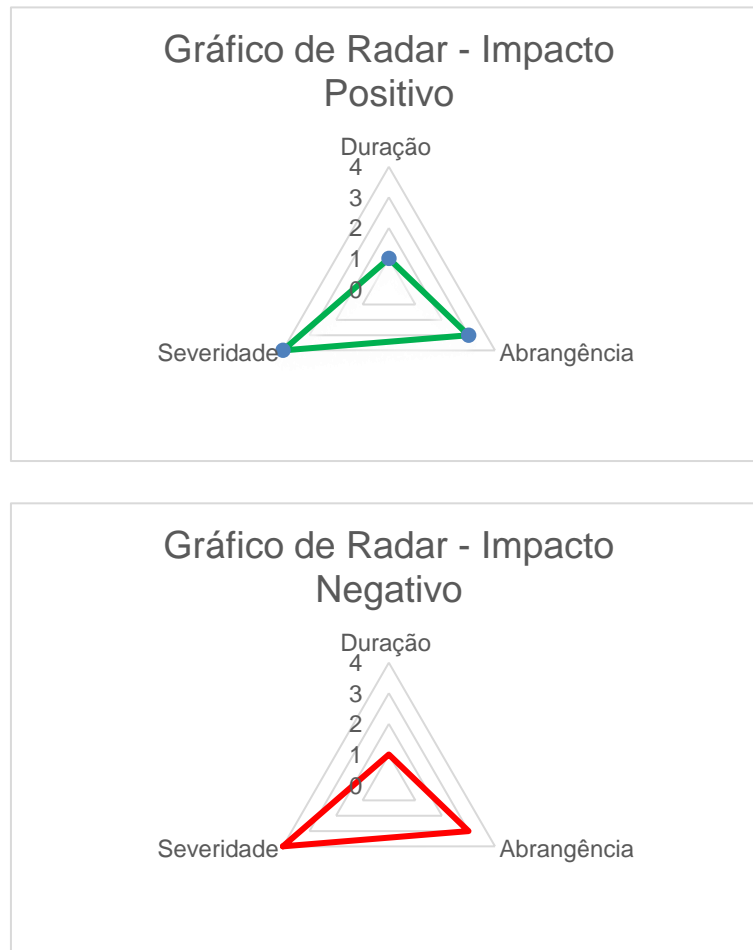 Gráfico de Radar - Impacto
Positivo
Duração
4
3
2
1
0
Severidade
Abrangência
Gráfico de Radar - Impacto
Negativo
Duração
4
3
2
1
0
Severidade
Abrangência